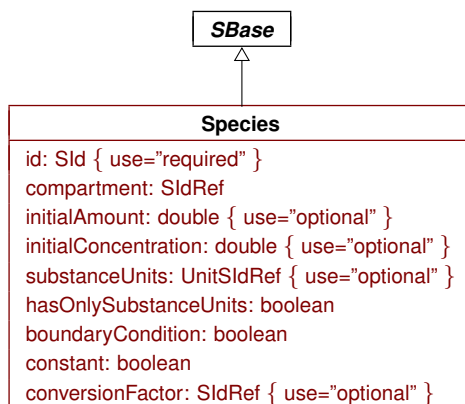 SBase
Species
id: SId { use="required" }
compartment: SIdRef
initialAmount: double { use="optional" }
initialConcentration: double { use="optional" }
substanceUnits: UnitSIdRef { use="optional" }
hasOnlySubstanceUnits: boolean
boundaryCondition: boolean
constant: boolean
conversionFactor: SIdRef { use="optional" }